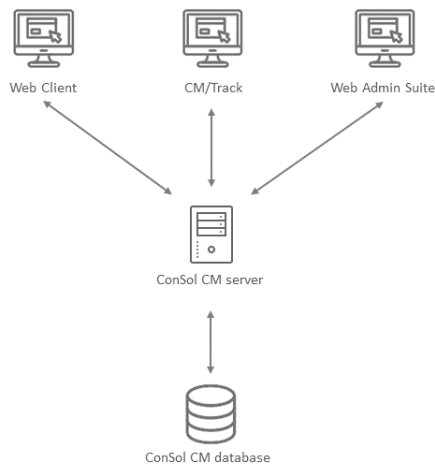 Web Client
CM/Track
Web Admin Suite
ConSol CM server
ConSol CM database